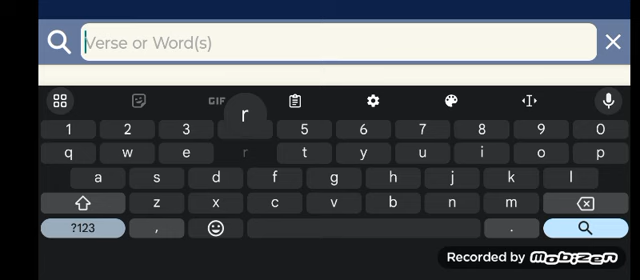 Verse or Word(s)
GIF
r
1 2 3 5 6 7 8 9 0
q w e r t y u i o p
a s d f g h j k l
z x c v b n m
?123 , .
Recorded by Mobizen